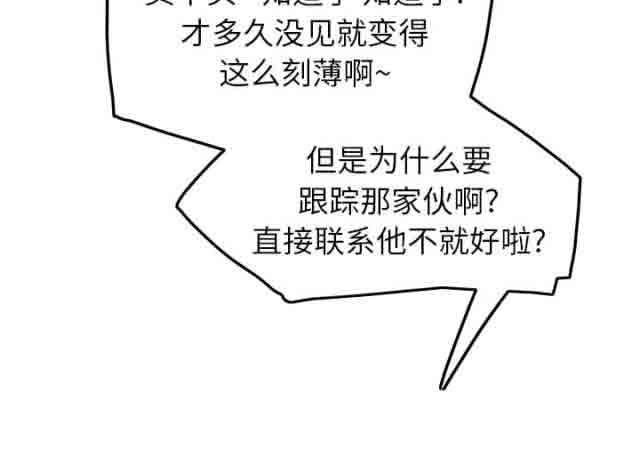 才多久没见就变得
这么刻薄啊~
但是为什么要
跟踪那家伙啊?
直接联系他不就好啦?